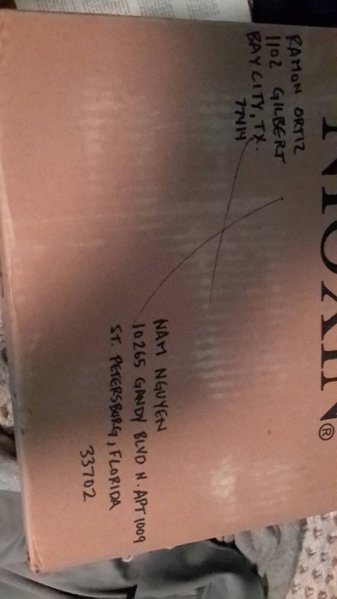 RAMON ORTIZ
1102 GILBERT
BAY CITY, TX.
77414
NIOXIN®
NAM NGUYEN
10265 GANDY BLVD N. APT 1009
ST. PETERSBURG, FLORIDA
33702